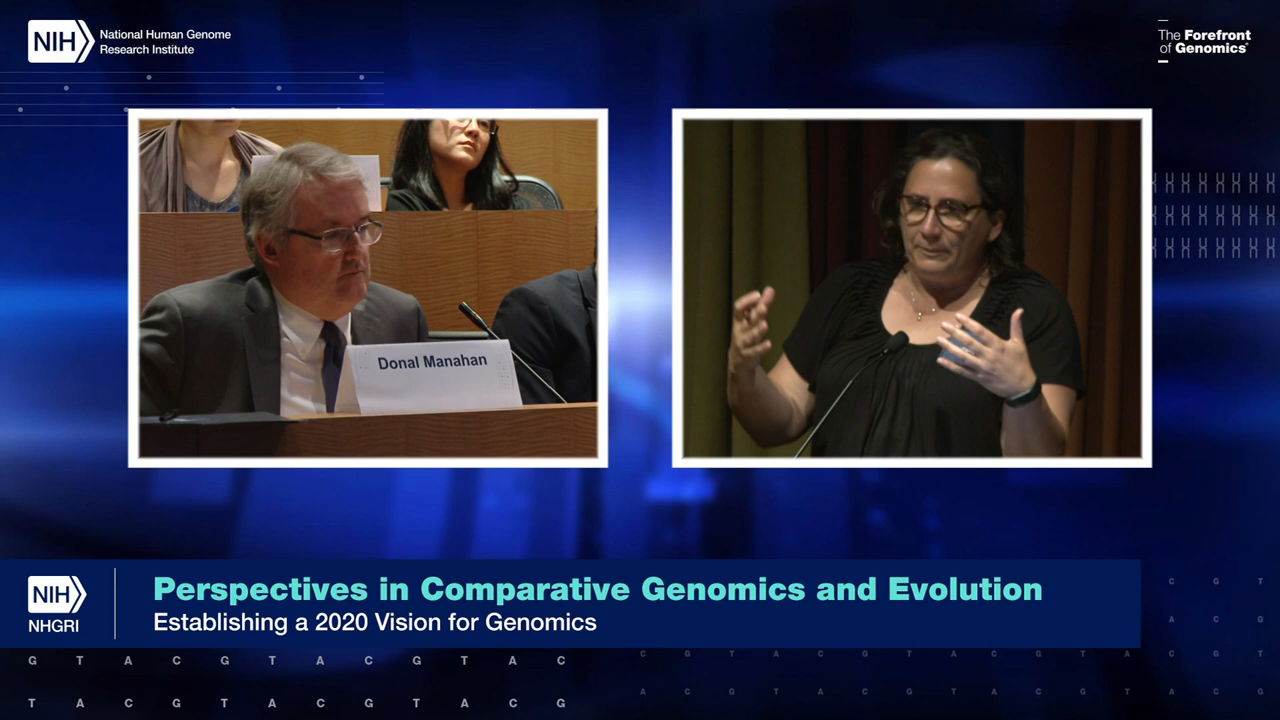 NIH
National Human Genome
Research Institute
The Forefront
of Genomics®
Donal Manahan
NIH
NHGRI
Perspectives in Comparative Genomics and Evolution
Establishing a 2020 Vision for Genomics
C G T
A C G
G T A C G T A C G T A C
C G T A C G T A C G T A C G T
T A C G T A C G T A C G
A C G T A C G T A C G T A C G